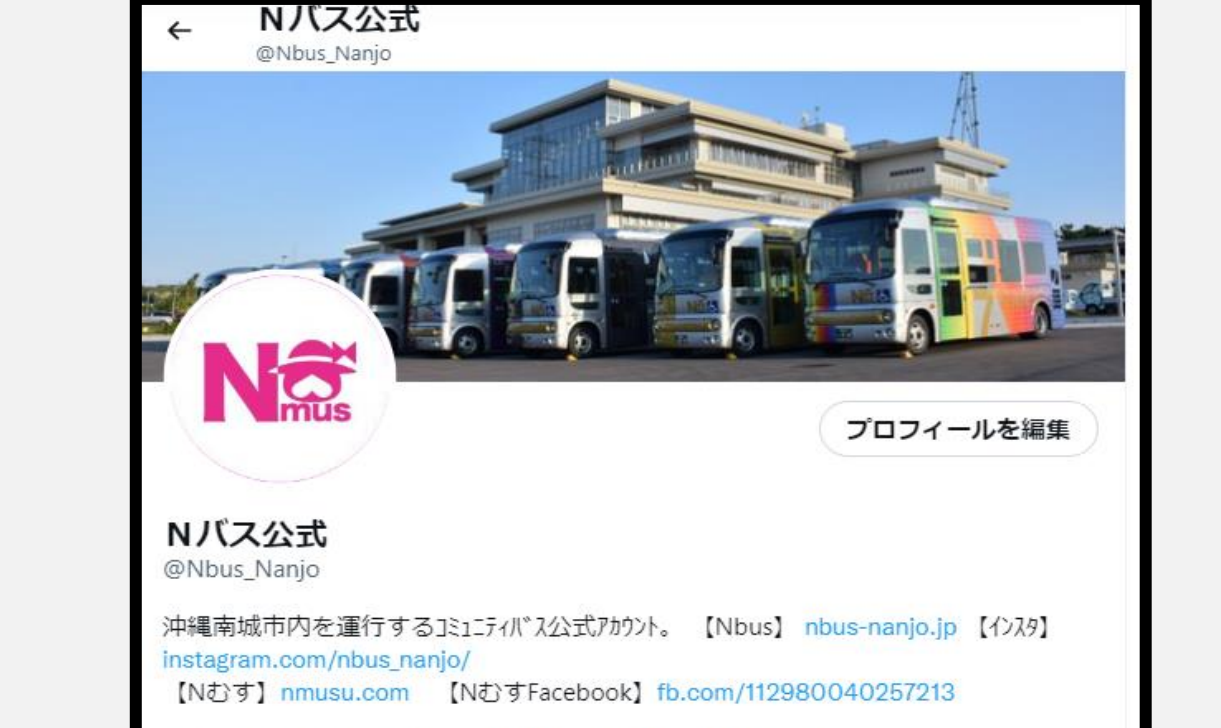 Nバス公式
@Nbus_Nanjo
N mus
プロフィールを編集
Nバス公式
@Nbus_Nanjo
沖縄南城市内を運行するｺﾐｭﾆﾃｨﾊﾞｽ公式ｱｶｳﾝﾄ。 【Nbus】 nbus-nanjo.jp 【ｲﾝｽﾀ】
instagram.com/nbus_nanjo/
【Nむす】nmusu.com 【NむすFacebook】fb.com/112980040257213